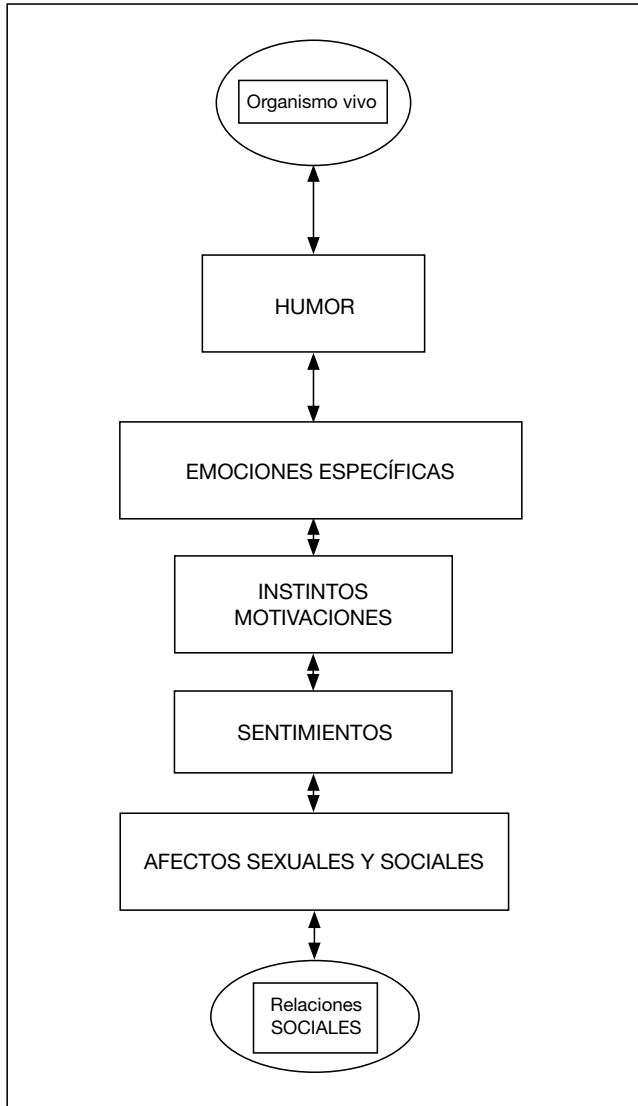 Organismo vivo
HUMOR
EMOCIONES ESPECÍFICAS
INSTINTOS
MOTIVACIONES
SENTIMIENTOS
AFECTOS SEXUALES Y SOCIALES
Relaciones
SOCIALES